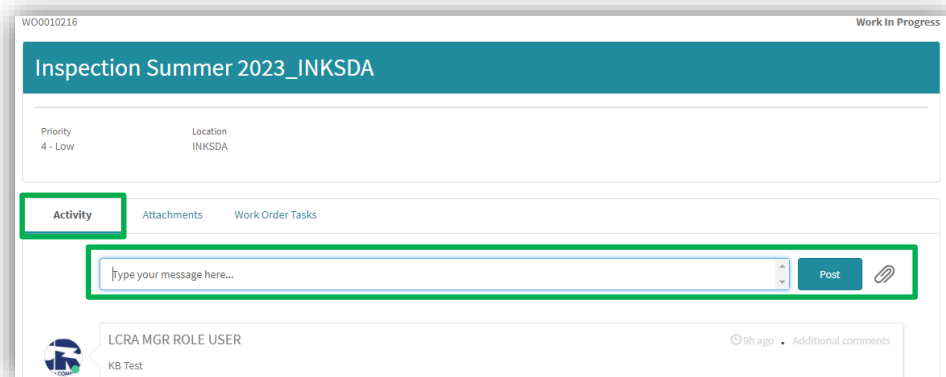 WO0010216 Work In Progress
Inspection Summer 2023_INKSDA
Priority Location
4 - Low INKSDA
Activity Attachments Work Order Tasks
Type your message here... Post
LCRA MGR ROLE USER 9h ago • Additional comments
KB Test